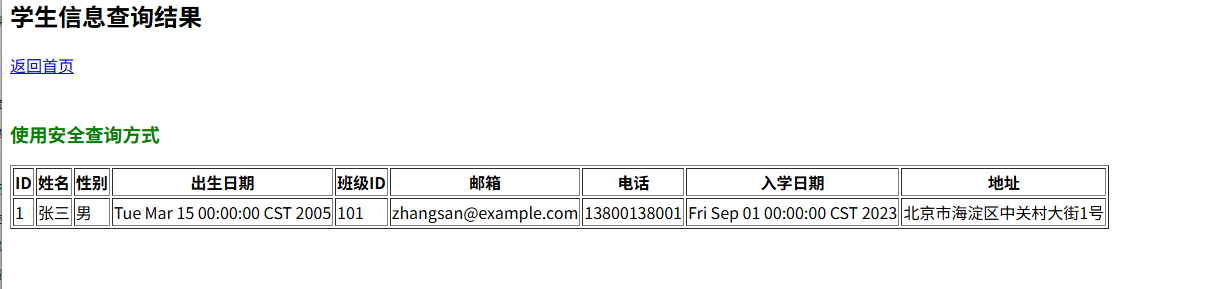 学生信息查询结果
返回首页
使用安全查询方式
ID 姓名 性别 出生日期 班级ID 邮箱 电话 入学日期 地址
1 张三 男 Tue Mar 15 00:00:00 CST 2005 101 zhangsan@example.com 13800138001 Fri Sep 01 00:00:00 CST 2023 北京市海淀区中关村大街1号